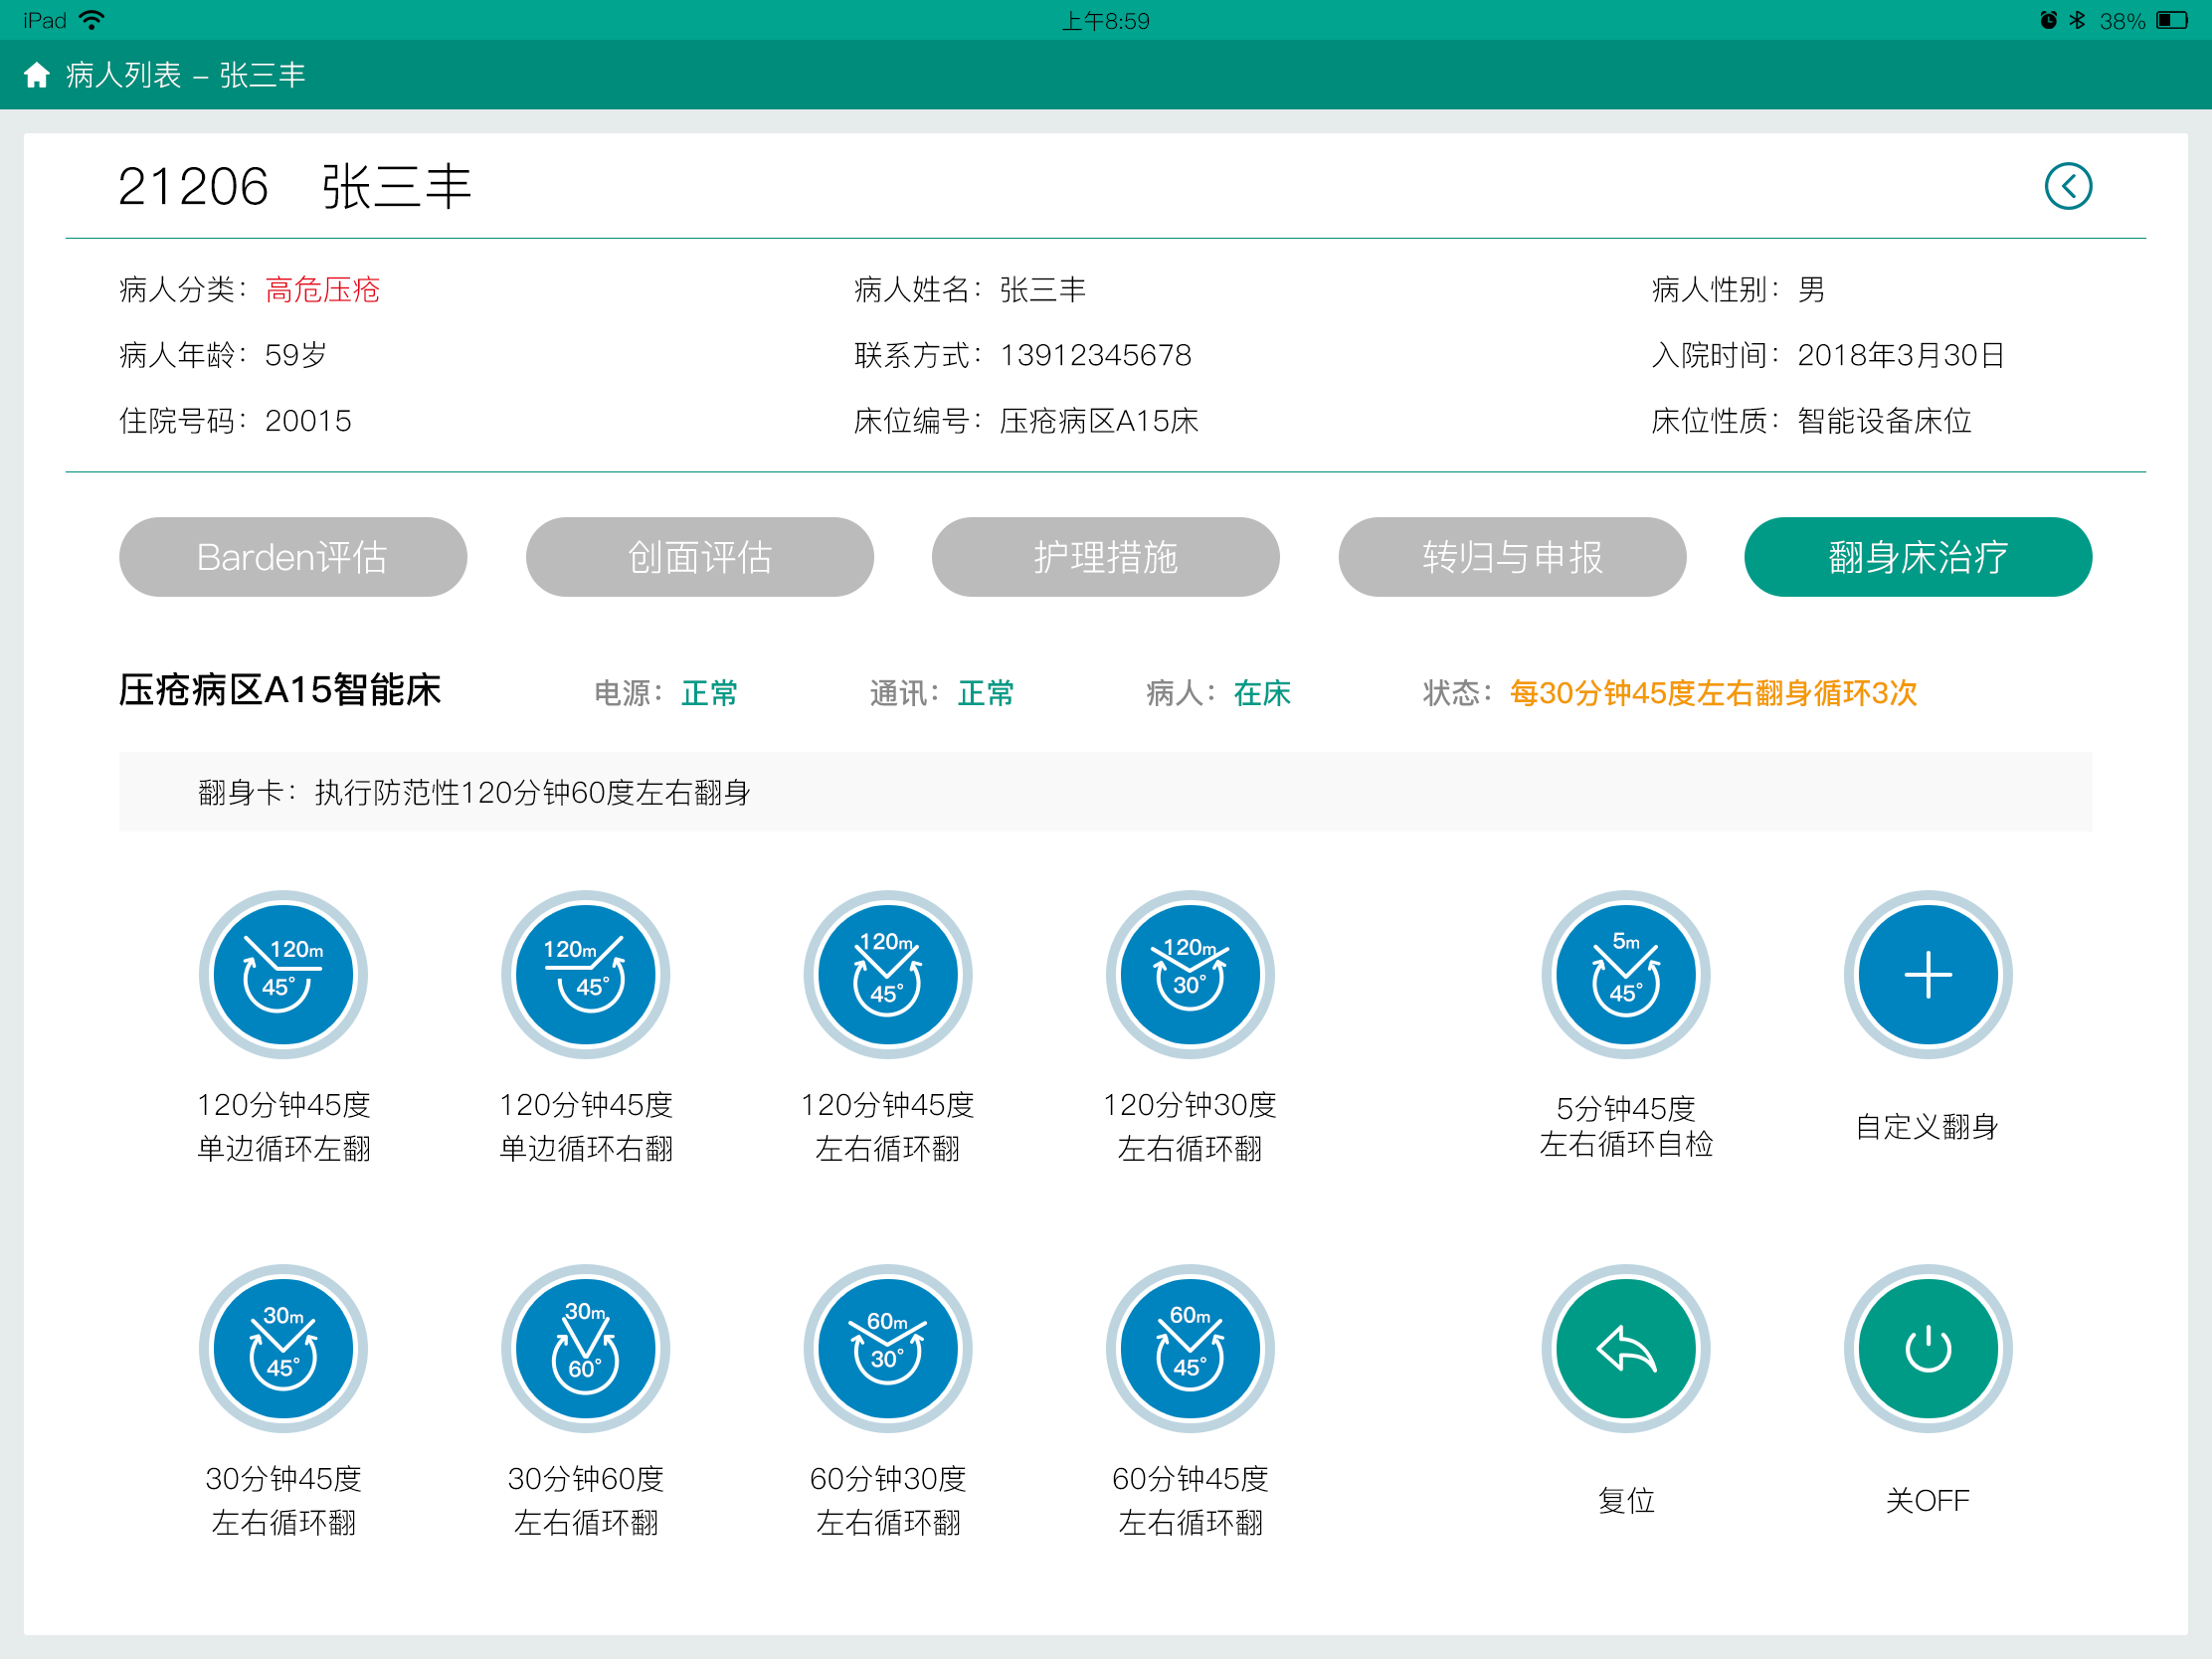 iPad 上午8:59 38%
病人列表 – 张三丰
21206 张三丰
病人分类：高危压疮 病人姓名：张三丰 病人性别：男
病人年龄：59岁 联系方式：13912345678 入院时间：2018年3月30日
住院号码：20015 床位编号：压疮病区A15床 床位性质：智能设备床位
Barden评估 创面评估 护理措施 转归与申报 翻身床治疗
压疮病区A15智能床 电源：正常 通讯：正常 病人：在床 状态：每30分钟45度左右翻身循环3次
翻身卡：执行防范性120分钟60度左右翻身
120m 120m 120m 120m 5m
45° 45° 45° 30° 45°
120分钟45度 120分钟45度 120分钟45度 120分钟30度 5分钟45度 自定义翻身
单边循环左翻 单边循环右翻 左右循环翻 左右循环翻 左右循环自检
30m 30m 60m 60m
45° 60° 30° 45°
30分钟45度 30分钟60度 60分钟30度 60分钟45度 复位 关OFF
左右循环翻 左右循环翻 左右循环翻 左右循环翻